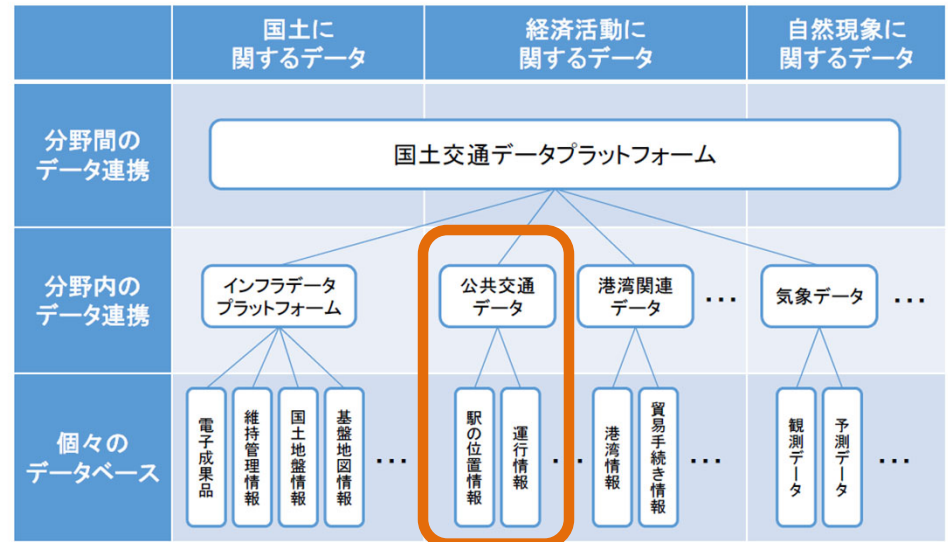 国土に
関するデータ
経済活動に
関するデータ
自然現象に
関するデータ
分野間の
データ連携
国土交通データプラットフォーム
分野内の
データ連携
インフラデータ
プラットフォーム
公共交通
データ
港湾関連
データ
・・・
気象データ
・・・
個々の
データベース
電子成果品
維持管理情報
国土地盤情報
基盤地図情報
・・・
駅の位置情報
運行情報
・・・
港湾情報
貿易手続き情報
・・・
観測データ
予測データ
・・・